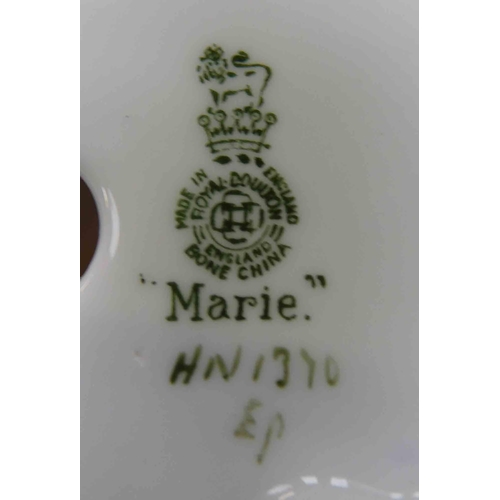 MADE IN ENGLAND
ROYAL DOULTON
ENGLAND
BONE CHINA
"Marie."
HN1370
Ep